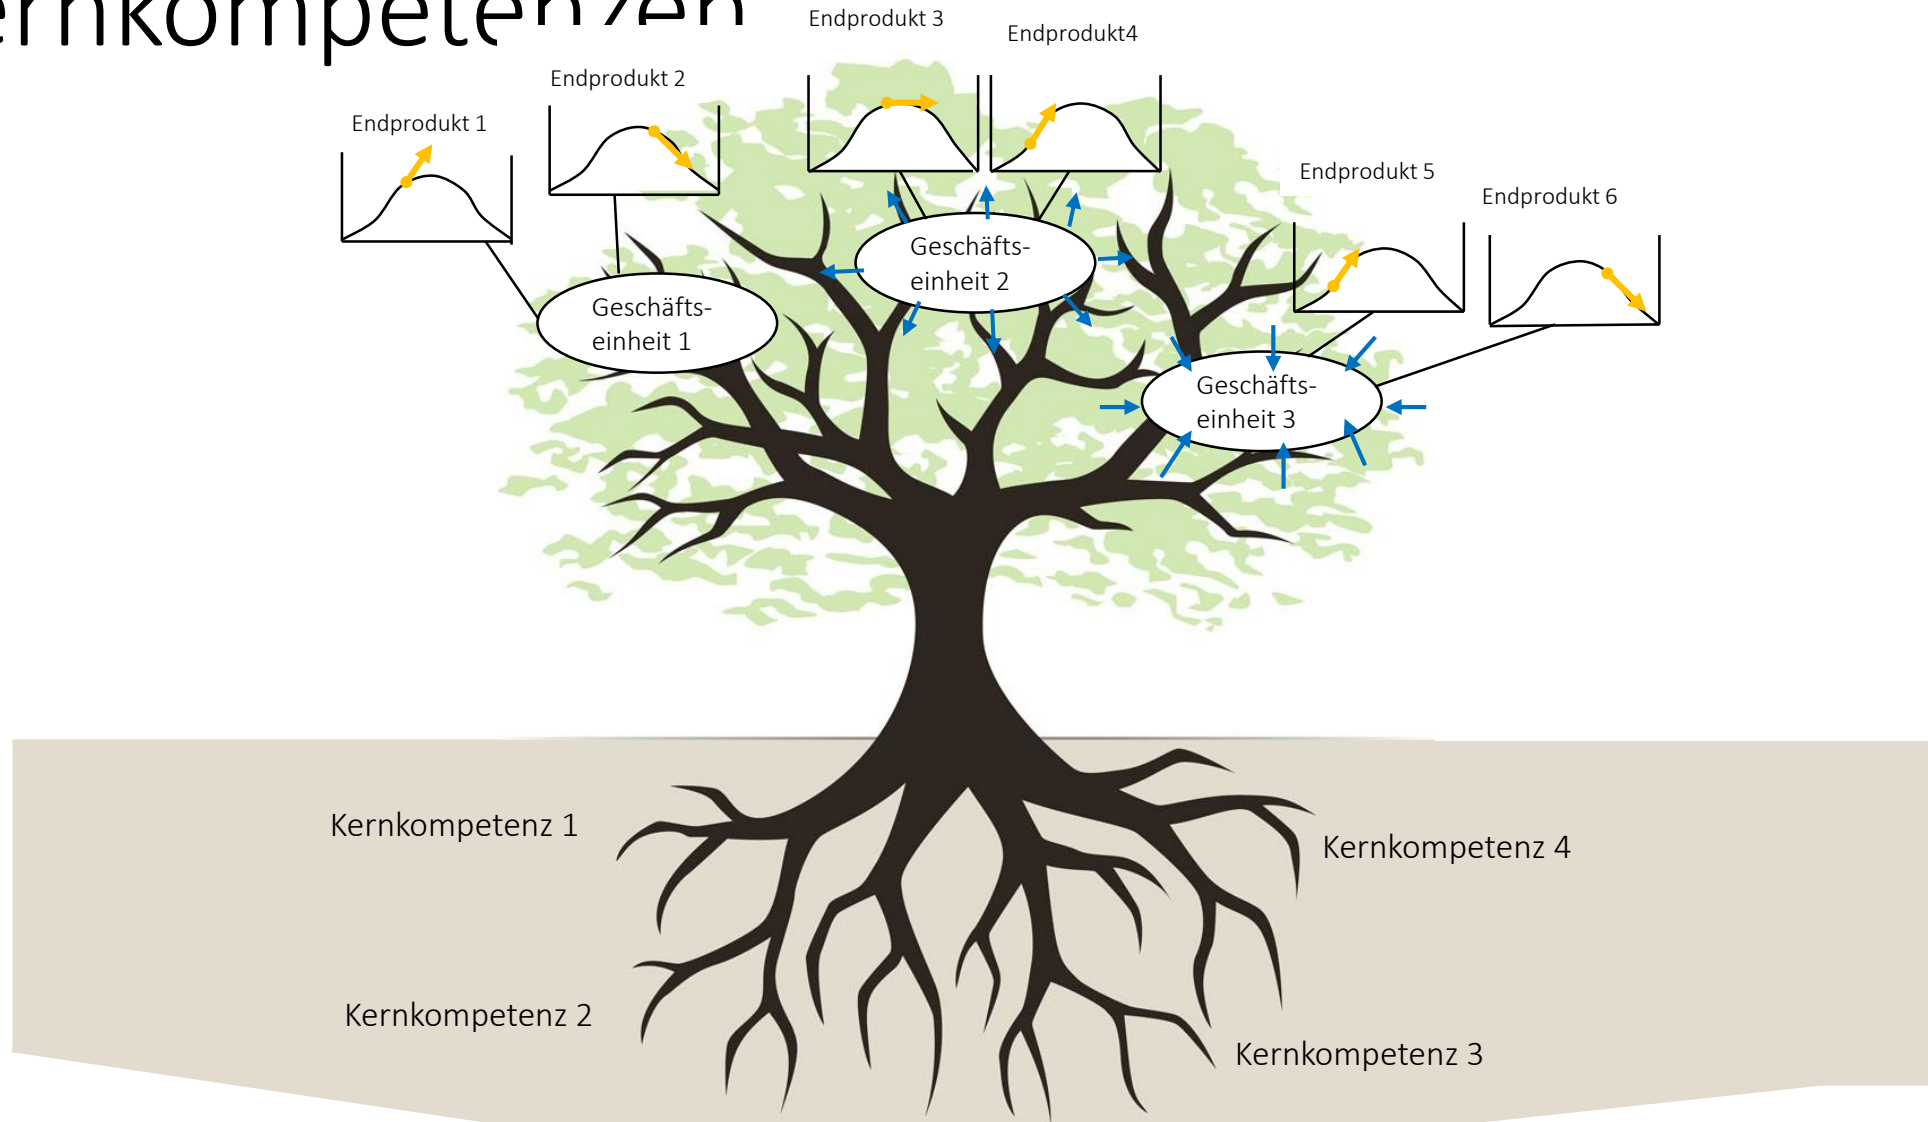 Endprodukt 3
Endprodukt4
Endprodukt 2
Endprodukt 1
Endprodukt 5
Endprodukt 6
Geschäfts-
einheit 2
Geschäfts-
einheit 1
Geschäfts-
einheit 3
Kernkompetenz 1
Kernkompetenz 4
Kernkompetenz 2
Kernkompetenz 3